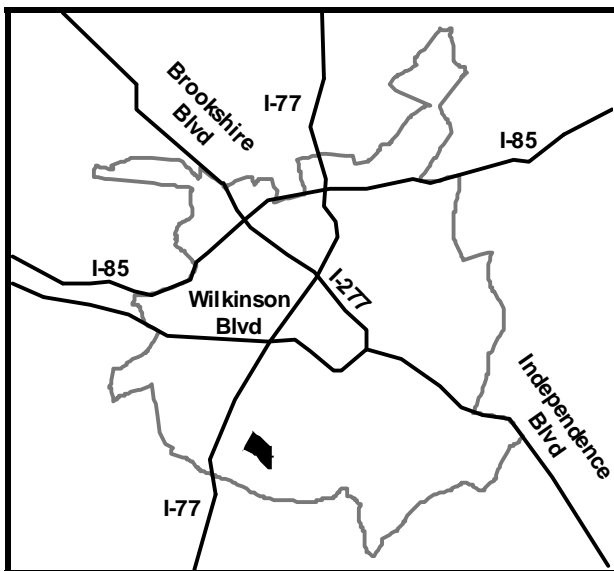 Brookshire
Blvd
I-77
I-85
I-85
I-277
Wilkinson
Blvd
Independence
Blvd
I-77